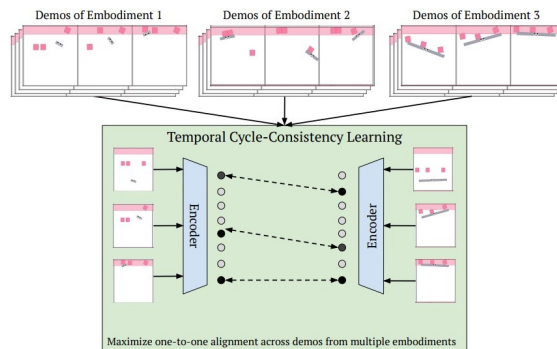 Demos of Embodiment 1
Demos of Embodiment 2
Demos of Embodiment 3
Temporal Cycle-Consistency Learning
Encoder
Encoder
Maximize one-to-one alignment across demos from multiple embodiments